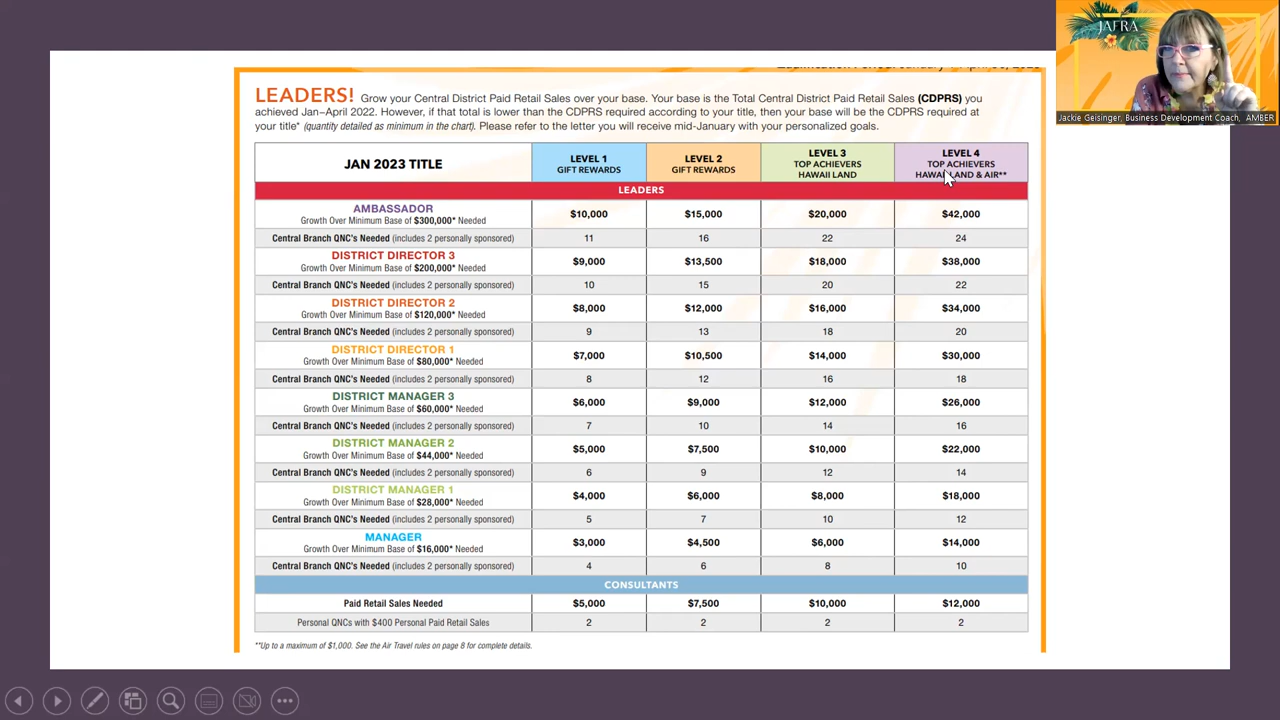 JAFRA
Jackie Geisinger, Business Development Coach, AMBER
LEADERS! Grow your Central District Paid Retail Sales over your base. Your base is the Total Central District Paid Retail Sales (CDPRS) you
achieved Jan–April 2022. However, if that total is lower than the CDPRS required according to your title, then your base will be the CDPRS required at
your title* (quantity detailed as minimum in the chart). Please refer to the letter you will receive mid-January with your personalized goals.
JAN 2023 TITLE
LEVEL 1
GIFT REWARDS
LEVEL 2
GIFT REWARDS
LEVEL 3
TOP ACHIEVERS
HAWAII LAND
LEVEL 4
TOP ACHIEVERS
HAWAII LAND & AIR**
LEADERS
AMBASSADOR
Growth Over Minimum Base of $300,000* Needed
$10,000 $15,000 $20,000 $42,000
Central Branch QNC's Needed (includes 2 personally sponsored) 11 16 22 24
DISTRICT DIRECTOR 3
Growth Over Minimum Base of $200,000* Needed
$9,000 $13,500 $18,000 $38,000
Central Branch QNC's Needed (includes 2 personally sponsored) 10 15 20 22
DISTRICT DIRECTOR 2
Growth Over Minimum Base of $120,000* Needed
$8,000 $12,000 $16,000 $34,000
Central Branch QNC's Needed (includes 2 personally sponsored) 9 13 18 20
DISTRICT DIRECTOR 1
Growth Over Minimum Base of $80,000* Needed
$7,000 $10,500 $14,000 $30,000
Central Branch QNC's Needed (includes 2 personally sponsored) 8 12 16 18
DISTRICT MANAGER 3
Growth Over Minimum Base of $60,000* Needed
$6,000 $9,000 $12,000 $26,000
Central Branch QNC's Needed (includes 2 personally sponsored) 7 10 14 16
DISTRICT MANAGER 2
Growth Over Minimum Base of $44,000* Needed
$5,000 $7,500 $10,000 $22,000
Central Branch QNC's Needed (includes 2 personally sponsored) 6 9 12 14
DISTRICT MANAGER 1
Growth Over Minimum Base of $28,000* Needed
$4,000 $6,000 $8,000 $18,000
Central Branch QNC's Needed (includes 2 personally sponsored) 5 7 10 12
MANAGER
Growth Over Minimum Base of $16,000* Needed
$3,000 $4,500 $6,000 $14,000
Central Branch QNC's Needed (includes 2 personally sponsored) 4 6 8 10
CONSULTANTS
Paid Retail Sales Needed $5,000 $7,500 $10,000 $12,000
Personal QNCs with $400 Personal Paid Retail Sales 2 2 2 2
**Up to a maximum of $1,000. See the Air Travel rules on page 8 for complete details.